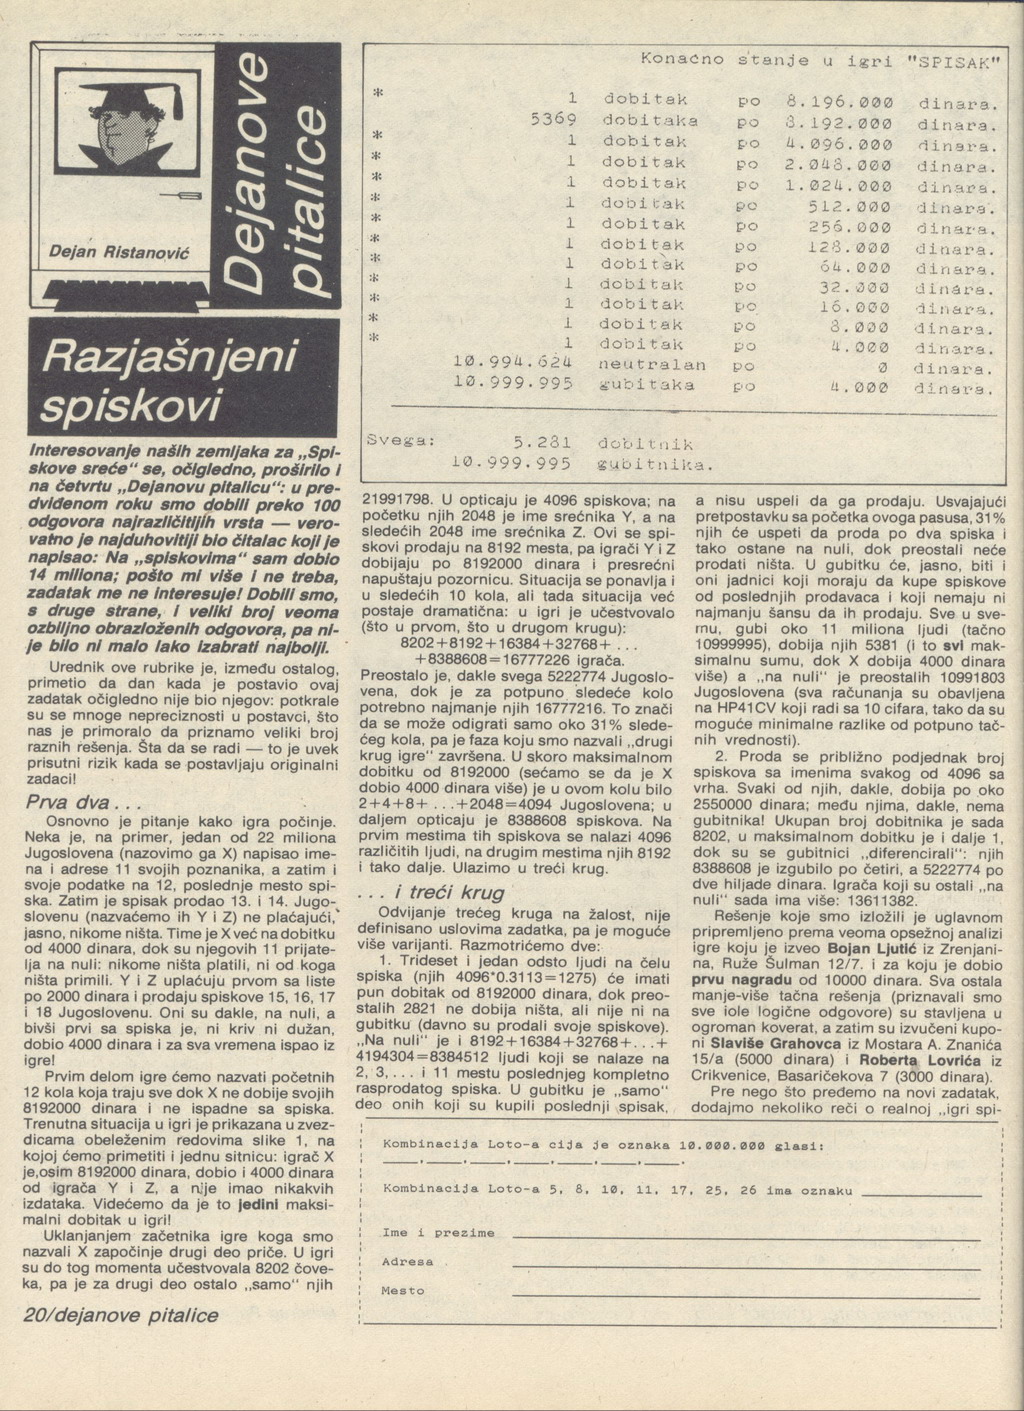 Dejan Ristanović
Dejanove
pitalice
Razjašnjeni
spiskovi
Interesovanje naših zemljaka za „Spi-
skove sreće“ se, očigledno, proširilo i
na četvrtu „Dejanovu pitalicu“: u pre-
dviđenom roku smo dobili preko 100
odgovora najrazličitijih vrsta — vero-
vatno je najduhovitiji bio čitalac koji je
napisao: Na „spiskovima“ sam dobio
14 miliona; pošto mi više i ne treba,
zadatak me ne interesuje! Dobili smo,
s druge strane, i veliki broj veoma
ozbiljno obrazloženih odgovora, pa ni-
je bilo ni malo lako izabrati najbolji.
Urednik ove rubrike je, između ostalog,
primetio da dan kada je postavio ovaj
zadatak očigledno nije bio njegov: potkrale
su se mnoge nepreciznosti u postavci, što
nas je primoralo da priznamo veliki broj
raznih rešenja. Šta da se radi — to je uvek
prisutni rizik kada se postavljaju originalni
zadaci!
Prva dva...
Osnovno je pitanje kako igra počinje.
Neka je, na primer, jedan od 22 miliona
Jugoslovena (nazovimo ga X) napisao ime-
na i adrese 11 svojih poznanika, a zatim i
svoje podatke na 12, poslednje mesto spi-
ska. Zatim je spisak prodao 13. i 14. Jugo-
slovenu (nazvaćemo ih Y i Z) ne plaćajući,
jasno, nikome ništa. Time je X već na dobitku
od 4000 dinara, dok su njegovih 11 prijate-
lja na nuli: nikome ništa platili, ni od koga
ništa primili. Y i Z uplaćuju prvom sa liste
po 2000 dinara i prodaju spiskove 15, 16, 17
i 18 Jugoslovenu. Oni su dakle, na nuli, a
bivši prvi sa spiska je, ni kriv ni dužan,
dobio 4000 dinara i za sva vremena ispao iz
igre!
Prvim delom igre ćemo nazvati početnih
12 kola koja traju sve dok X ne dobije svojih
8192000 dinara i ne ispadne sa spiska.
Trenutna situacija u igri je prikazana u zvez-
dicama obeleženim redovima slike 1, na
kojoj ćemo primetiti i jednu sitnicu: igrač X
je,osim 8192000 dinara, dobio i 4000 dinara
od igrača Y i Z, a nije imao nikakvih
izdataka. Videćemo da je to jedini maksi-
malni dobitak u igri!
Uklanjanjem začetnika igre koga smo
nazvali X započinje drugi deo priče. U igri
su do tog momenta učestvovala 8202 čove-
ka, pa je za drugi deo ostalo „samo“ njih
20/dejanove pitalice
Konačno stanje u igri "SPISAK"
* 1 dobitak po 8.196.000 dinara.
5369 dobitaka po 8.192.000 dinara.
* 1 dobitak po 4.096.000 dinara.
* 1 dobitak po 2.048.000 dinara.
* 1 dobitak po 1.024.000 dinara.
* 1 dobitak po 512.000 dinara.
* 1 dobitak po 256.000 dinara.
* 1 dobitak po 128.000 dinara.
* 1 dobitak po 64.000 dinara.
* 1 dobitak po 32.000 dinara.
* 1 dobitak po 16.000 dinara.
* 1 dobitak po 8.000 dinara.
* 1 dobitak po 4.000 dinara.
10.994.624 neutralan po 0 dinara.
10.999.995 gubitaka po 4.000 dinara.
Svega: 5.281 dobitnik
10.999.995 gubitnika.
21991798. U opticaju je 4096 spiskova; na
početku njih 2048 je ime srećnika Y, a na
sledećih 2048 ime srećnika Z. Ovi se spi-
skovi prodaju na 8192 mesta, pa igrači Y i Z
dobijaju po 8192000 dinara i presrećni
napuštaju pozornicu. Situacija se ponavlja i
u sledećih 10 kola, ali tada situacija već
postaje dramatična: u igri je učestvovalo
(što u prvom, što u drugom krugu):
8202+8192+16384+32768+ ...
+8388608=16777226 igrača.
Preostalo je, dakle svega 5222774 Jugoslo-
vena, dok je za potpuno sledeće kolo
potrebno najmanje njih 16777216. To znači
da se može odigrati samo oko 31% slede-
ćeg kola, pa je faza koju smo nazvali „drugi
krug igre“ završena. U skoro maksimalnom
dobitku od 8192000 (sećamo se da je X
dobio 4000 dinara više) je u ovom kolu bilo
2+4+8+ ...+2048=4094 Jugoslovena; u
daljem opticaju je 8388608 spiskova. Na
prvim mestima tih spiskova se nalazi 4096
različitih ljudi, na drugim mestima njih 8192
i tako dalje. Ulazimo u treći krug.
... i treći krug
Odvijanje trećeg kruga na žalost, nije
definisano uslovima zadatka, pa je moguće
više varijanti. Razmotrićemo dve:
1. Trideset i jedan odsto ljudi na čelu
spiska (njih 4096*0.3113=1275) će imati
pun dobitak od 8192000 dinara, dok preo-
stalih 2821 ne dobija ništa, ali nije ni na
gubitku (davno su prodali svoje spiskove).
„Na nuli“ je i 8192+16384+32768+...+
4194304=8384512 ljudi koji se nalaze na
2, 3,... i 11 mestu poslednjeg kompletno
rasprodatog spiska. U gubitku je „samo“
deo onih koji su kupili poslednji spisak,
a nisu uspeli da ga prodaju. Usvajajući
pretpostavku sa početka ovoga pasusa, 31%
njih će uspeti da proda po dva spiska i
tako ostane na nuli, dok preostali neće
prodati ništa. U gubitku će, jasno, biti i
oni jadnici koji moraju da kupe spiskove
od poslednjih prodavaca i koji nemaju ni
najmanju šansu da ih prodaju. Sve u sve-
mu, gubi oko 11 miliona ljudi (tačno
10999995), dobija njih 5381 (i to svi mak-
simalnu sumu, dok X dobija 4000 dinara
više) a „na nuli“ je preostalih 10991803
Jugoslovena (sva računanja su obavljena
na HP41CV koji radi sa 10 cifara, tako da su
moguće minimalne razlike od potpuno tač-
nih vrednosti).
2. Proda se približno podjednak broj
spiskova sa imenima svakog od 4096 sa
vrha. Svaki od njih, dakle, dobija po oko
2550000 dinara; među njima, dakle, nema
gubitnika! Ukupan broj dobitnika je sada
8202, u maksimalnom dobitku je i dalje 1,
dok su se gubitnici „diferencirali“: njih
8388608 je izgubilo po četiri, a 5222774 po
dve hiljade dinara. Igrača koji su ostali „na
nuli“ sada ima više: 13611382.
Rešenje koje smo izložili je uglavnom
pripremljeno prema veoma opsežnoj analizi
igre koju je izveo Bojan Ljutić iz Zrenjani-
na, Ruže Šulman 12/7. i za koju je dobio
prvu nagradu od 10000 dinara. Sva ostala
manje-više tačna rešenja (priznavali smo
sve iole logične odgovore) su stavljena u
ogroman koverat, a zatim su izvučeni kupo-
ni Slaviše Grahovca iz Mostara A. Znanića
15/a (5000 dinara) i Roberta Lovrića iz
Crikvenice, Basaričekova 7 (3000 dinara).
Pre nego što pređemo na novi zadatak,
dodajmo nekoliko reči o realnoj „igri spi-
Kombinacija Loto-a cija je oznaka 10.000.000 glasi:
Kombinacija Loto-a 5, 8, 10, 11, 17, 25, 26 ima oznaku
Ime i prezime
Adresa
Mesto